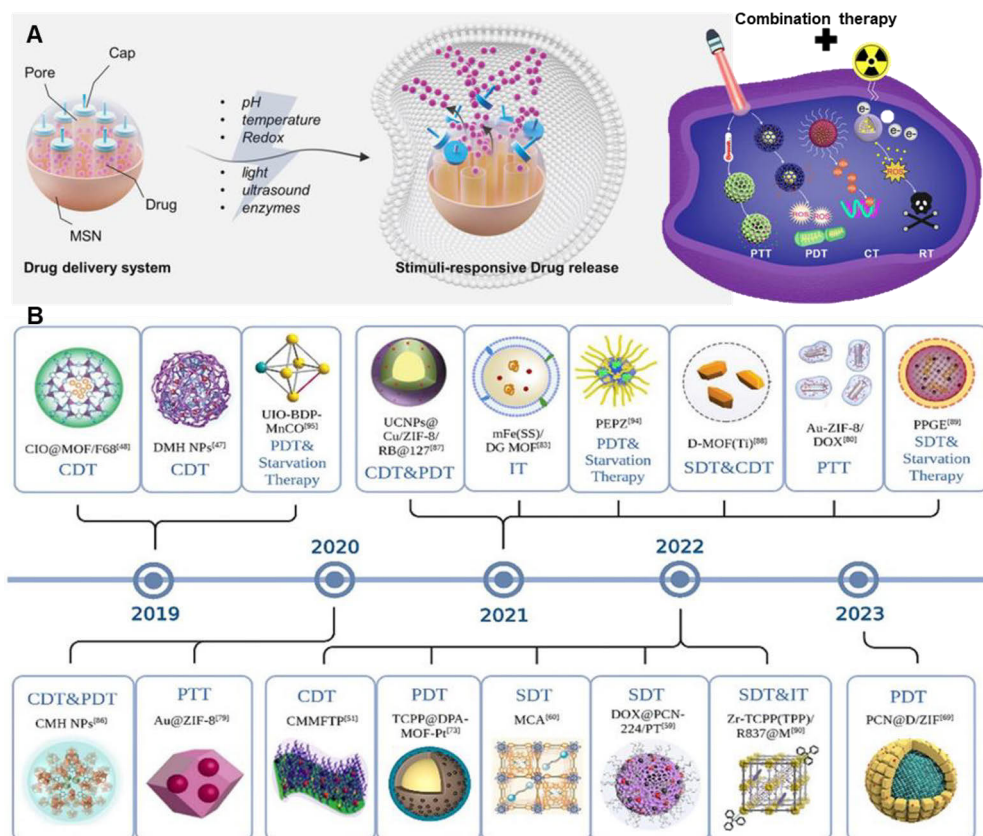 Combination therapy
A
Cap
Pore
Drug
MSN
Drug delivery system
• pH
• temperature
• Redox
• light
• ultrasound
• enzymes
Stimuli-responsive Drug release
e-
e-
e-
ROS
ROS
ROS
PTT
PDT
CT
RT
B
CIO@MOF/F68[48]
CDT
DMH NPs[47]
CDT
UIO-BDP-
MnCO[95]
PDT&
Starvation
Therapy
UCNPs@
Cu/ZIF-8/
RB@127[87]
CDT&PDT
mFe(SS)/
DG MOF[83]
IT
PEPZ[94]
PDT&
Starvation
Therapy
D-MOF(Ti)[88]
SDT&CDT
Au-ZIF-8/
DOX[80]
PTT
PPGE[89]
SDT&
Starvation
Therapy
2020
2022
2019
2021
2023
CDT&PDT
CMH NPs[86]
PTT
Au@ZIF-8[79]
CDT
CMMFTP[51]
PDT
TCPP@DPA-
MOF-Pt[73]
SDT
MCA[60]
SDT
DOX@PCN-
224/PT[59]
SDT&IT
Zr-TCPP(TPP)/
R837@M[90]
PDT
PCN@D/ZIF[69]